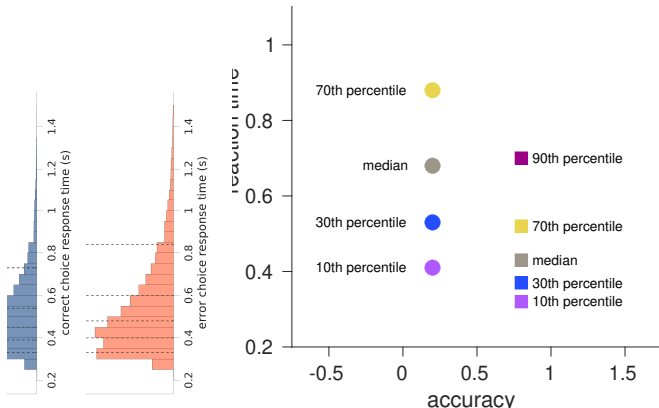 0.2
0.4
0.6
0.8
1
1.2
1.4
correct choice response time (s)
0.2
0.4
0.6
0.8
1
1.2
1.4
error choice response time (s)
reaction time
1
0.8
0.6
0.4
0.2
70th percentile
median
30th percentile
10th percentile
90th percentile
70th percentile
median
30th percentile
10th percentile
-0.5
0
0.5
1
1.5
accuracy